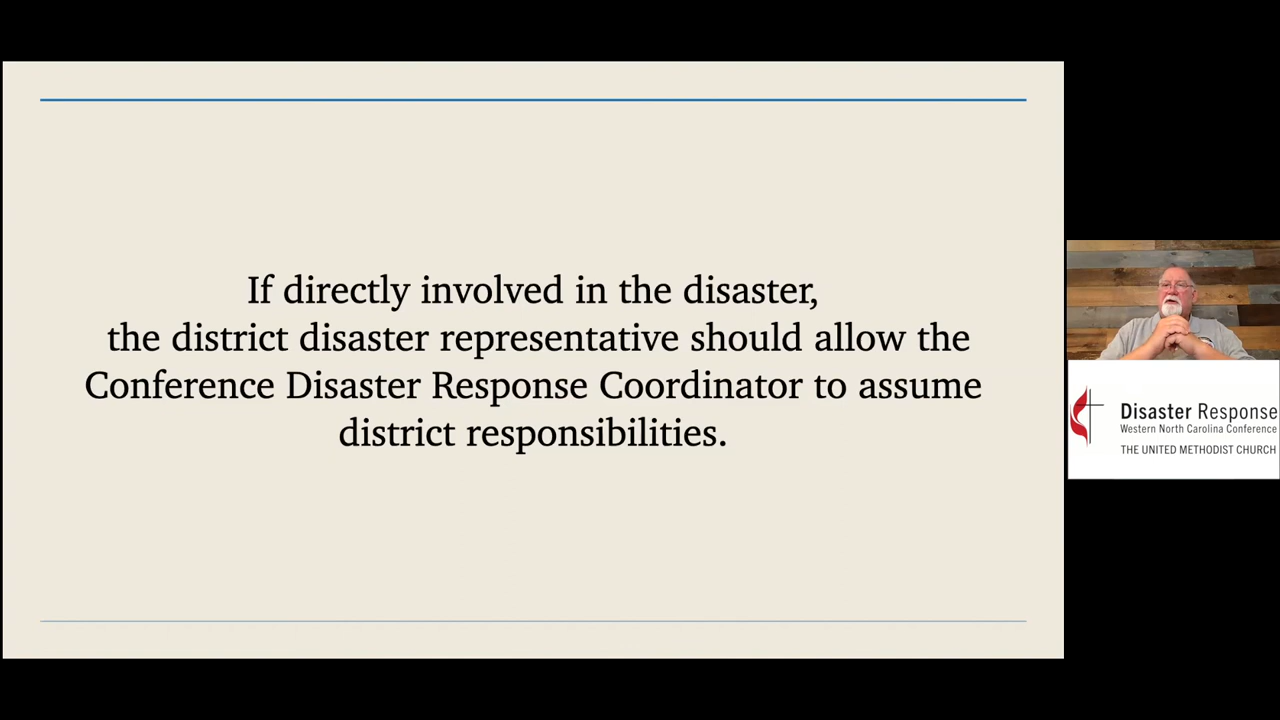 If directly involved in the disaster,
the district disaster representative should allow the
Conference Disaster Response Coordinator to assume
district responsibilities.
Disaster Response
Western North Carolina Conference
THE UNITED METHODIST CHURCH